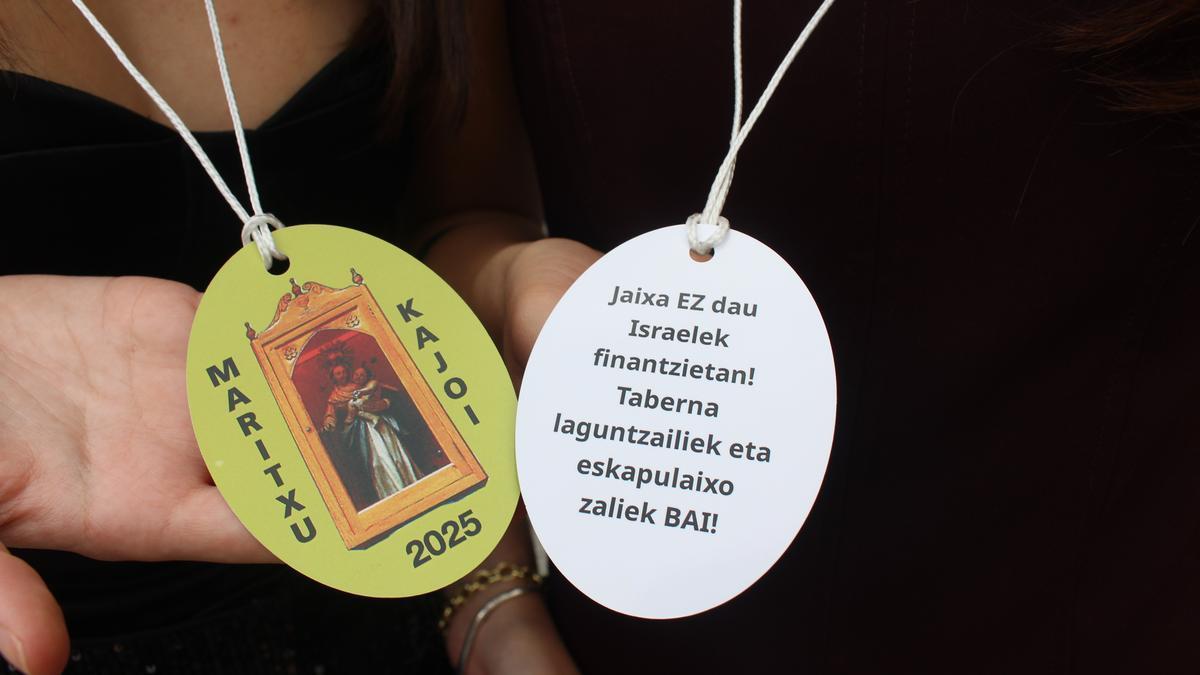 MARITXU
KAJOI
2025
Jaixa EZ dau
Israelek
finantzietan!
Taberna
laguntzailiek eta
eskapulaixo
zaliek BAI!